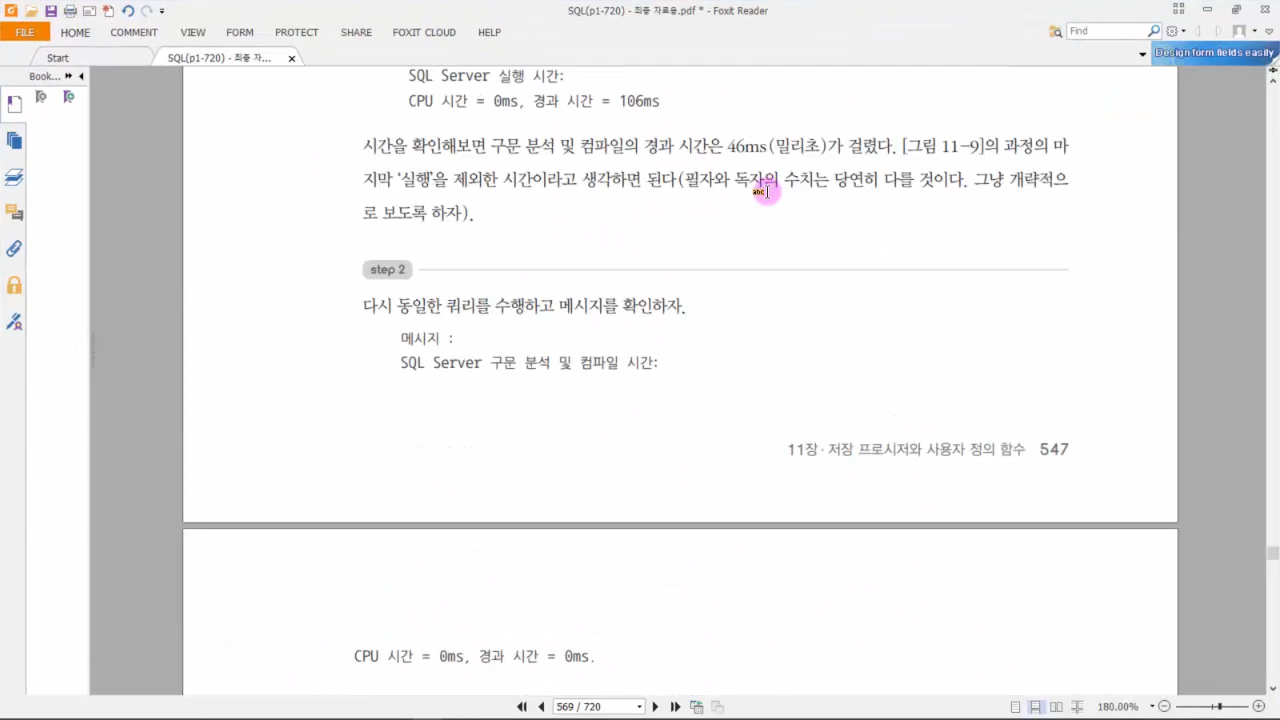 SQL(p1-720) - 최종 자료용.pdf * - Foxit Reader
FILE HOME COMMENT VIEW FORM PROTECT SHARE FOXIT CLOUD HELP
Find
Start
SQL(p1-720) - 최종 자...
Design form fields easily
Book...
SQL Server 실행 시간:
CPU 시간 = 0ms, 경과 시간 = 106ms
시간을 확인해보면 구문 분석 및 컴파일의 경과 시간은 46ms(밀리초)가 걸렸다. [그림 11-9]의 과정의 마
지막 ‘실행’을 제외한 시간이라고 생각하면 된다(필자와 독자의 수치는 당연히 다를 것이다. 그냥 개략적으
로 보도록 하자).
abc
step 2
다시 동일한 쿼리를 수행하고 메시지를 확인하자.
메시지 :
SQL Server 구문 분석 및 컴파일 시간:
11장 · 저장 프로시저와 사용자 정의 함수 547
CPU 시간 = 0ms, 경과 시간 = 0ms.
569 / 720
180.00%